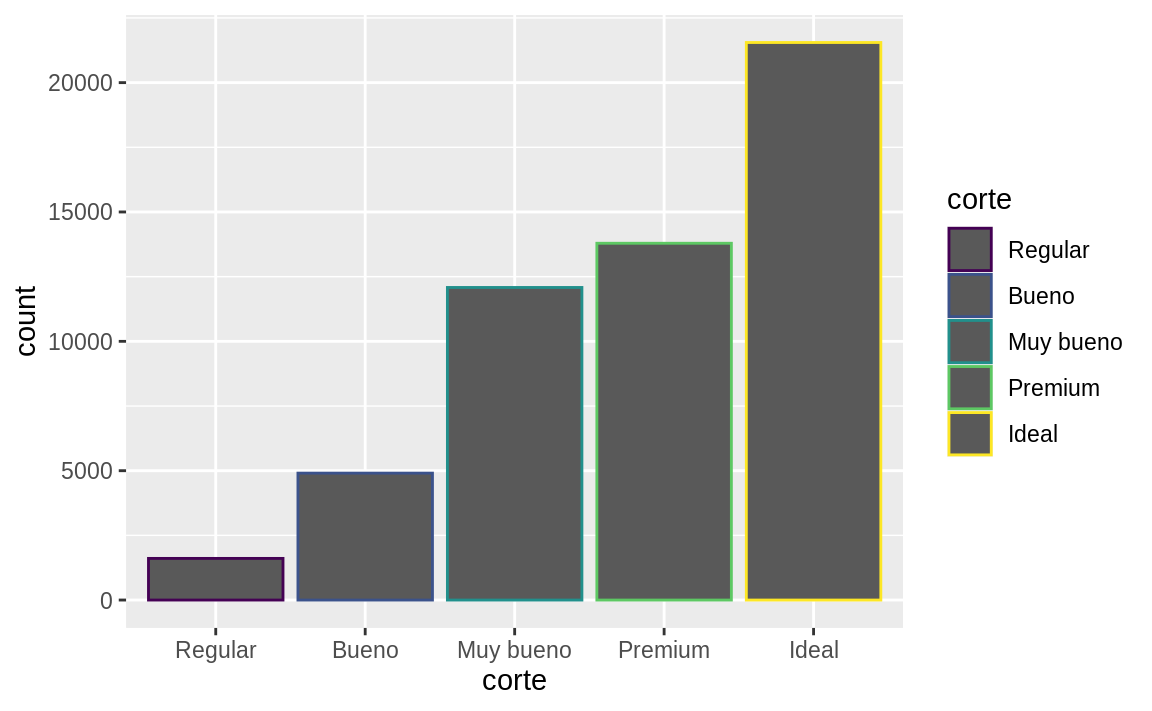 count
20000
15000
10000
5000
0
Regular
Bueno
Muy bueno
Premium
Ideal
corte
corte
Regular
Bueno
Muy bueno
Premium
Ideal